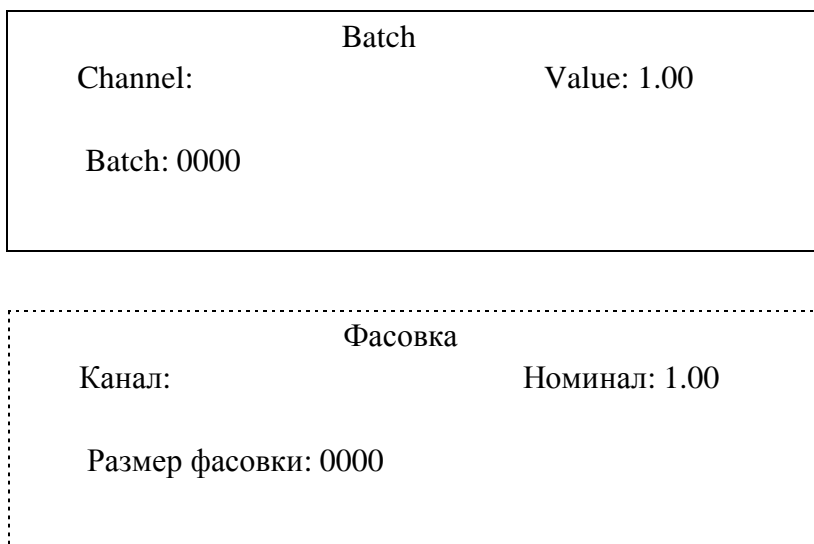 Batch
Channel: Value: 1.00
Batch: 0000
Фасовка
Канал: Номинал: 1.00
Размер фасовки: 0000